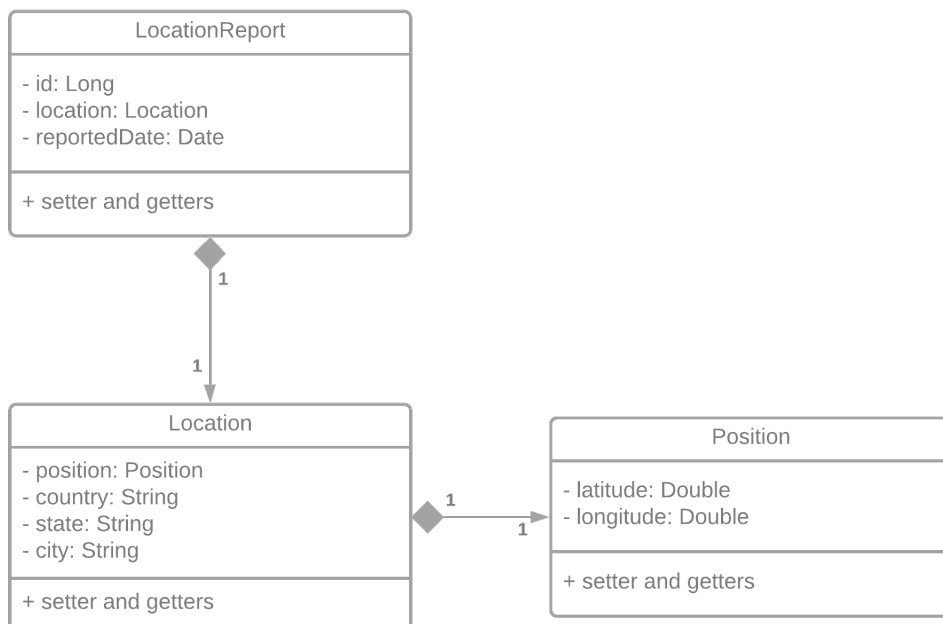 LocationReport
- id: Long
- location: Location
- reportedDate: Date
+ setter and getters
1
1
Location
- position: Position
- country: String
- state: String
- city: String
+ setter and getters
1
1
Position
- latitude: Double
- longitude: Double
+ setter and getters